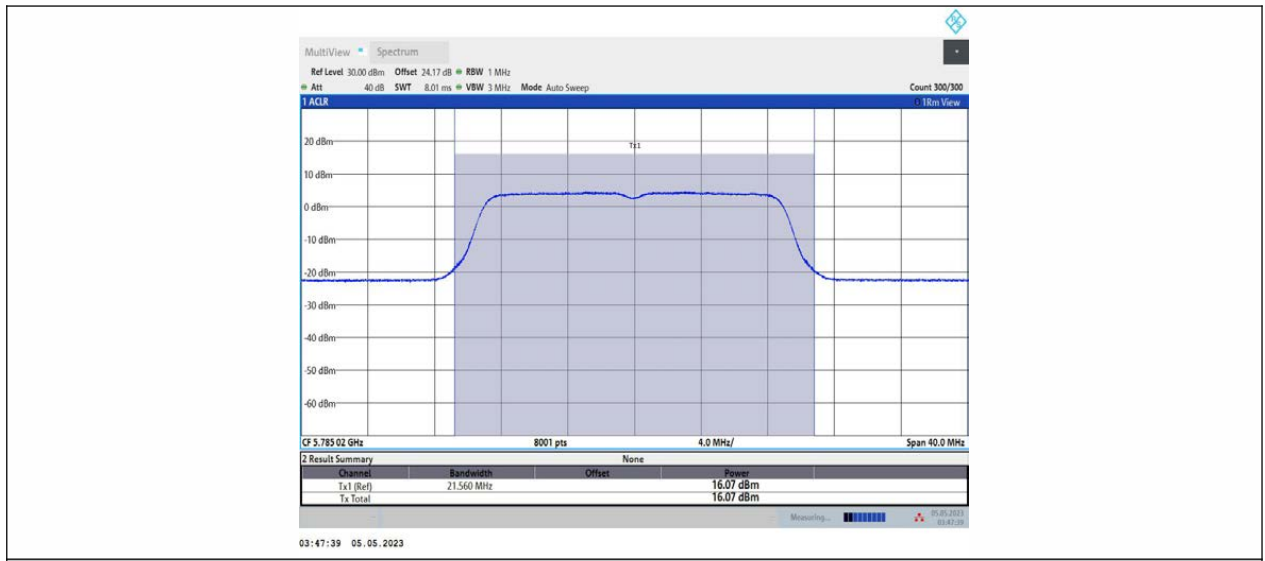 MultiView Spectrum
Ref Level 30.00 dBm Offset 24.17 dB RBW 1 MHz
Att 40 dB SWT 8.01 ms VBW 3 MHz Mode Auto Sweep Count 300/300
1 ACLR 1Rm View
20 dBm
Tx1
10 dBm
0 dBm
-10 dBm
-20 dBm
-30 dBm
-40 dBm
-50 dBm
-60 dBm
CF 5.785 02 GHz 8001 pts 4.0 MHz/ Span 40.0 MHz
2 Result Summary None
Channel Bandwidth Offset Power
Tx1 (Ref) 21.560 MHz 16.07 dBm
Tx Total 16.07 dBm
Measuring... 05.05.2023
03:47:39
03:47:39 05.05.2023